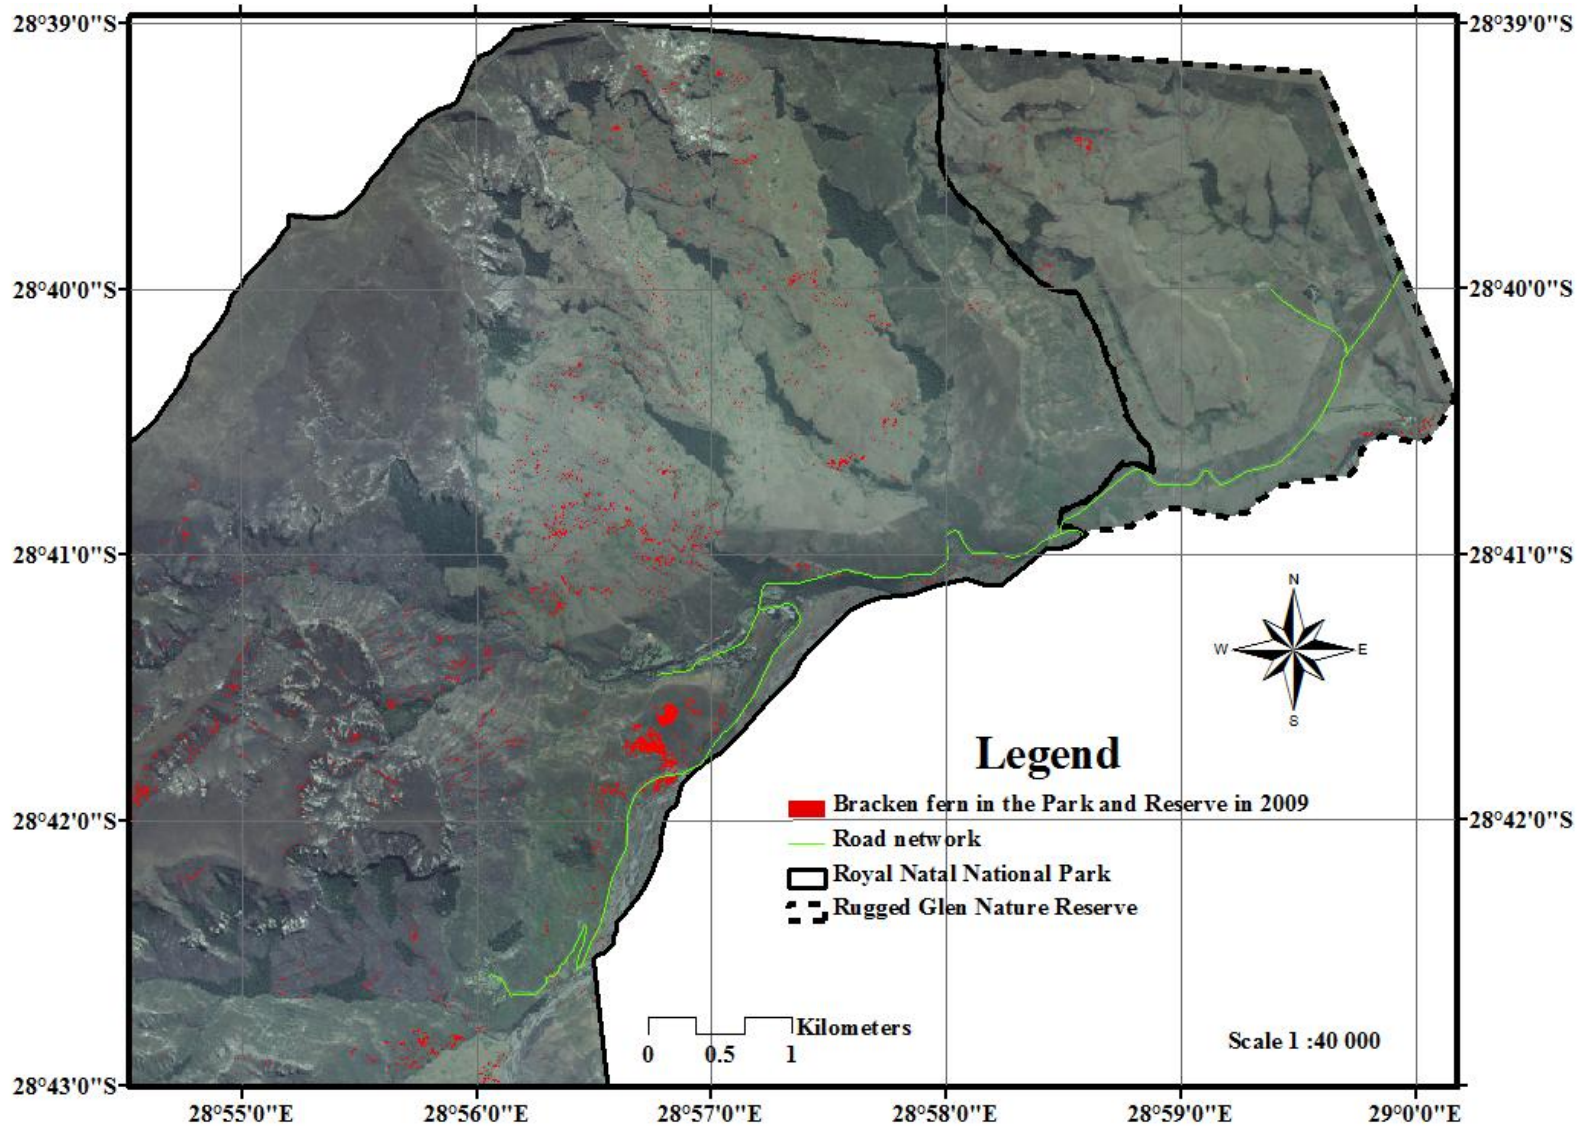 28°39'0"S
28°39'0"S
28°40'0"S
28°40'0"S
28°41'0"S
28°41'0"S
N
W
E
S
Legend
Bracken fern in the Park and Reserve in 2009
28°42'0"S
28°42'0"S
Road network
Royal Natal National Park
Rugged Glen Nature Reserve
Kilometers
0 0.5 1
Scale 1 :40 000
28°43'0"S
28°55'0"E 28°56'0"E 28°57'0"E 28°58'0"E 28°59'0"E 29°0'0"E